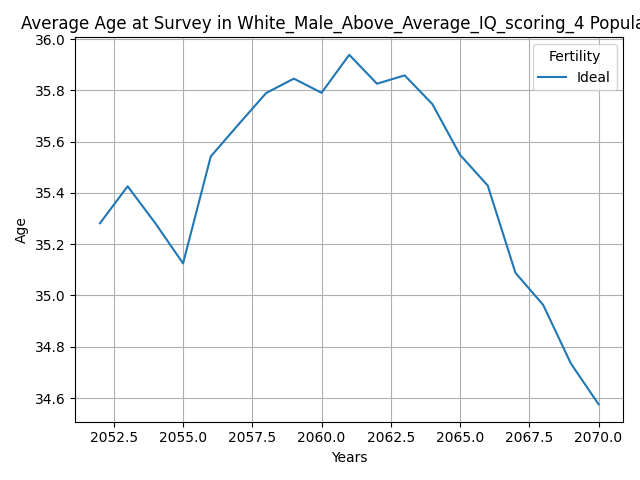 Average Age at Survey in White_Male_Above_Average_IQ_scoring_4 Popula
36.0
35.8
35.6
35.4
35.2
35.0
34.8
34.6
Age
Fertility
Ideal
2052.5 2055.0 2057.5 2060.0 2062.5 2065.0 2067.5 2070.0
Years